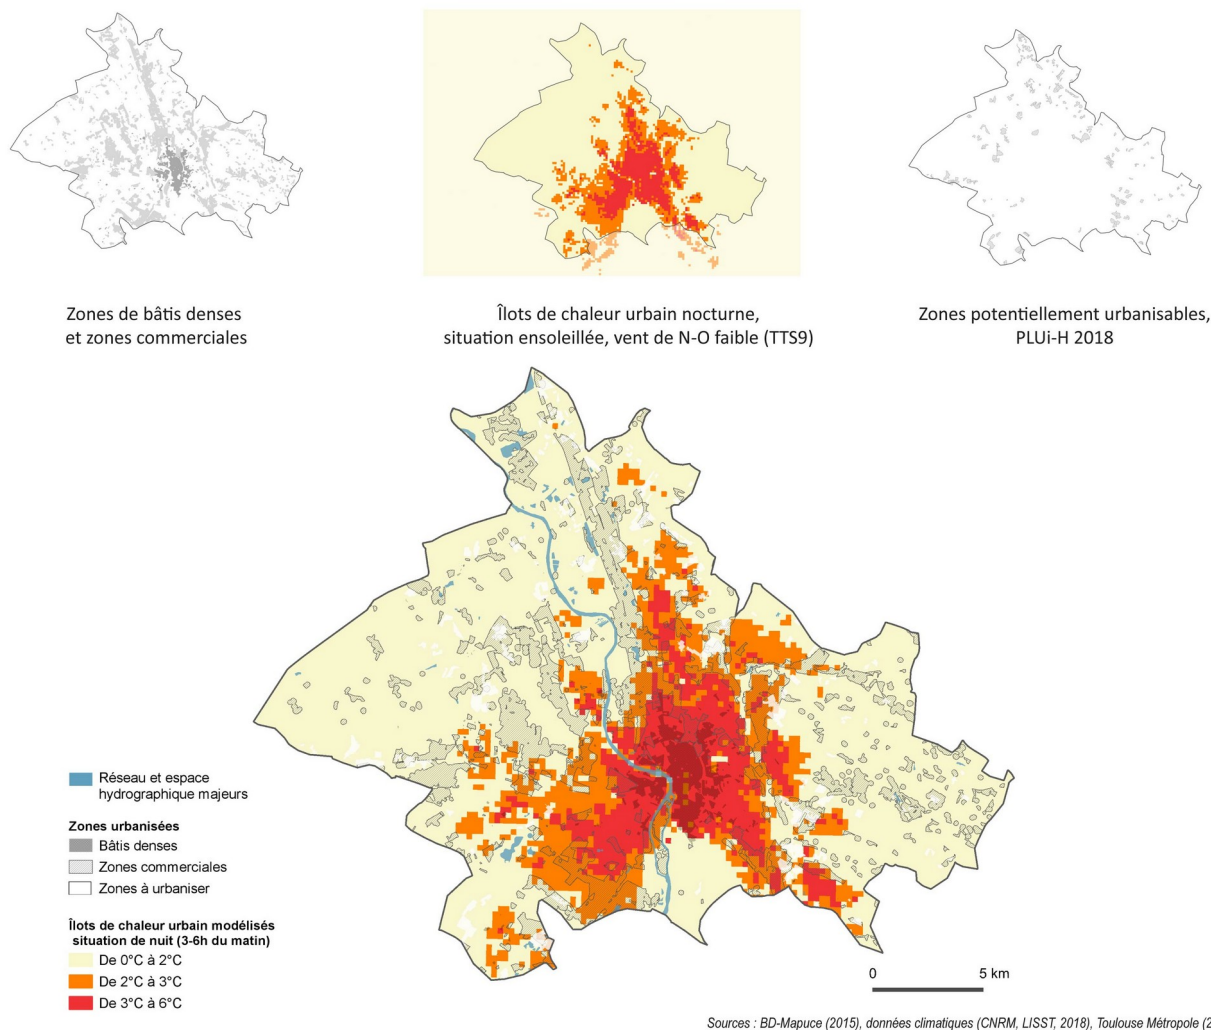 Zones de bâtis denses
et zones commerciales
Îlots de chaleur urbain nocturne,
situation ensoleillée, vent de N-O faible (TTS9)
Zones potentiellement urbanisables,
PLUi-H 2018
Réseau et espace
hydrographique majeurs
Zones urbanisées
Bâtis denses
Zones commerciales
Zones à urbaniser
Îlots de chaleur urbain modélisés
situation de nuit (3-6h du matin)
De 0°C à 2°C
De 2°C à 3°C
De 3°C à 6°C
0 5 km
Sources : BD-Mapuce (2015), données climatiques (CNRM, LISST, 2018), Toulouse Métropole (2